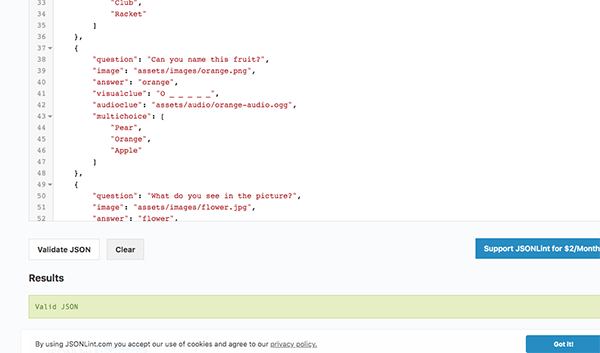 33 "Club",
34 "Racket"
35 ]
36 },
37 {
38 "question": "Can you name this fruit?",
39 "image": "assets/images/orange.png",
40 "answer": "orange",
41 "visualclue": "O _ _ _ _ _",
42 "audioclue": "assets/audio/orange-audio.ogg",
43 "multichoice": [
44 "Pear",
45 "Orange",
46 "Apple"
47 ]
48 },
49 {
50 "question": "What do you see in the picture?",
51 "image": "assets/images/flower.jpg",
52 "answer": "flower",
Validate JSON Clear Support JSONLint for $2/Month
Results
Valid JSON
By using JSONLint.com you accept our use of cookies and agree to our privacy policy. Got It!